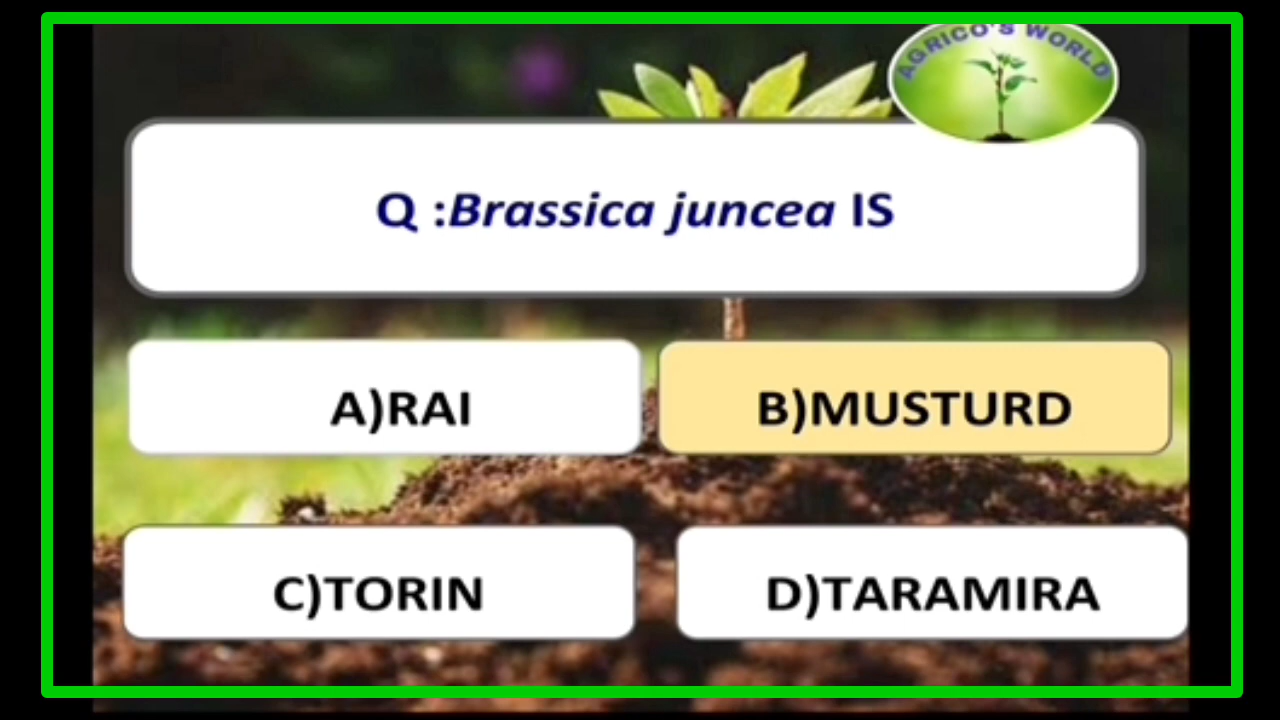 AGRICO'S WORLD
Q :Brassica juncea IS
A)RAI
B)MUSTURD
C)TORIN
D)TARAMIRA